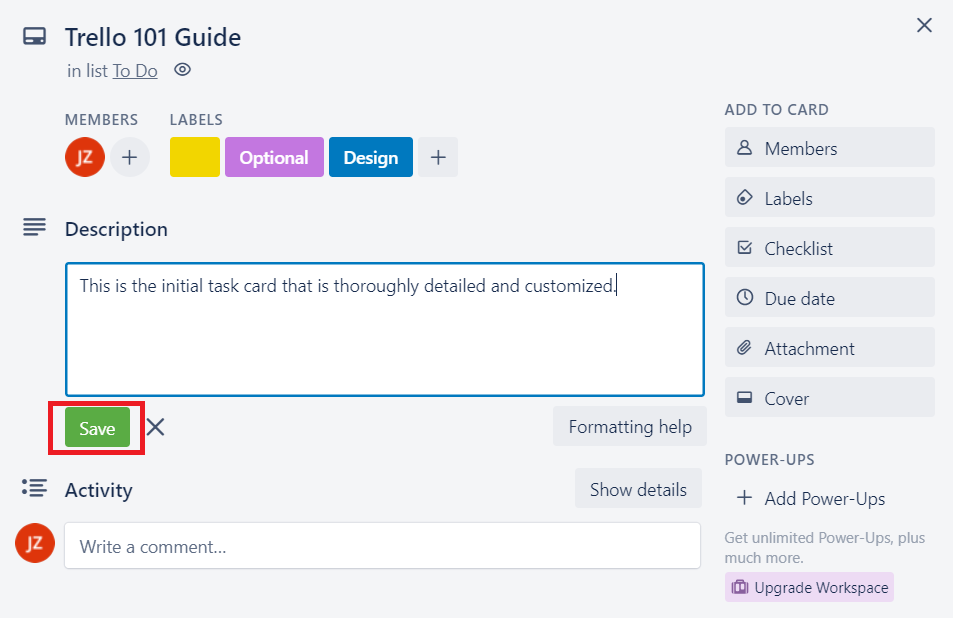 Trello 101 Guide
in list To Do
MEMBERS
LABELS
JZ
Optional
Design
Description
This is the initial task card that is thoroughly detailed and customized.
Save
Formatting help
Activity
Show details
JZ
Write a comment...
ADD TO CARD
Members
Labels
Checklist
Due date
Attachment
Cover
POWER-UPS
Add Power-Ups
Get unlimited Power-Ups, plus
much more.
Upgrade Workspace